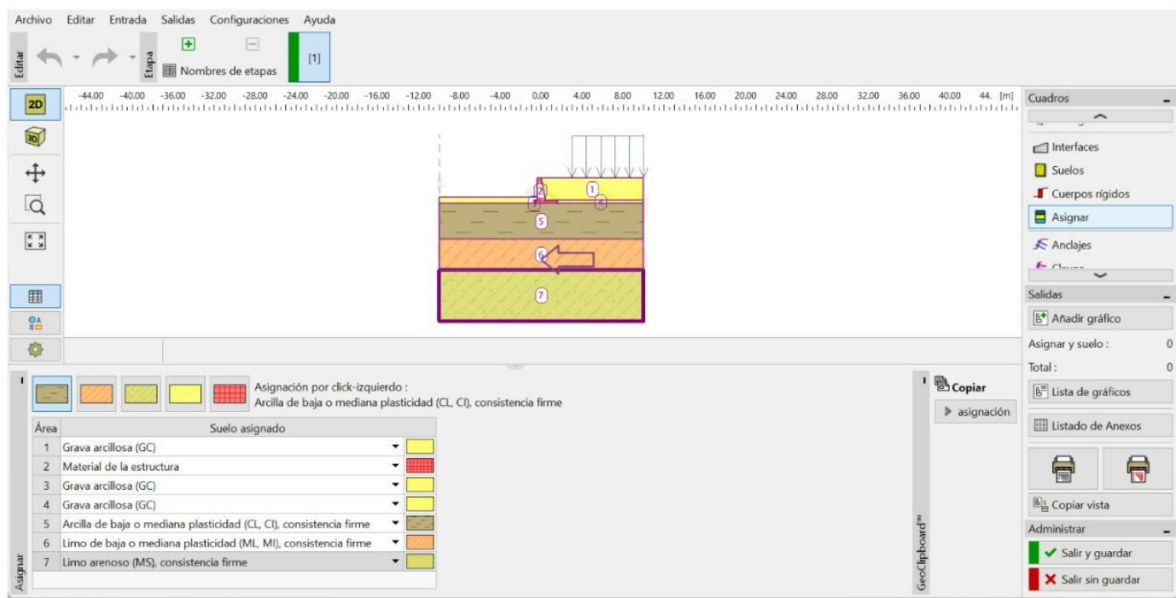 Archivo Editar Entrada Salidas Configuraciones Ayuda
Editar
Etapa
Nombres de etapas
[1]
2D
3D
-44.00 -40.00 -36.00 -32.00 -28.00 -24.00 -20.00 -16.00 -12.00 -8.00 -4.00 0.00 4.00 8.00 12.00 16.00 20.00 24.00 28.00 32.00 36.00 40.00 44. [m]
1
2
3
4
5
6
7
Cuadros
Interfaces
Suelos
Cuerpos rígidos
Asignar
Anclajes
Salidas
Añadir gráfico
Asignar y suelo : 0
Total : 0
Lista de gráficos
Listado de Anexos
Copiar vista
Administrar
Salir y guardar
Salir sin guardar
Asignación por click-izquierdo :
Arcilla de baja o mediana plasticidad (CL, CI), consistencia firme
Área Suelo asignado
1 Grava arcillosa (GC)
2 Material de la estructura
3 Grava arcillosa (GC)
4 Grava arcillosa (GC)
5 Arcilla de baja o mediana plasticidad (CL, CI), consistencia firme
6 Limo de baja o mediana plasticidad (ML, MI), consistencia firme
7 Limo arenoso (MS), consistencia firme
Asignar
Copiar
asignación
GeoClipboard™